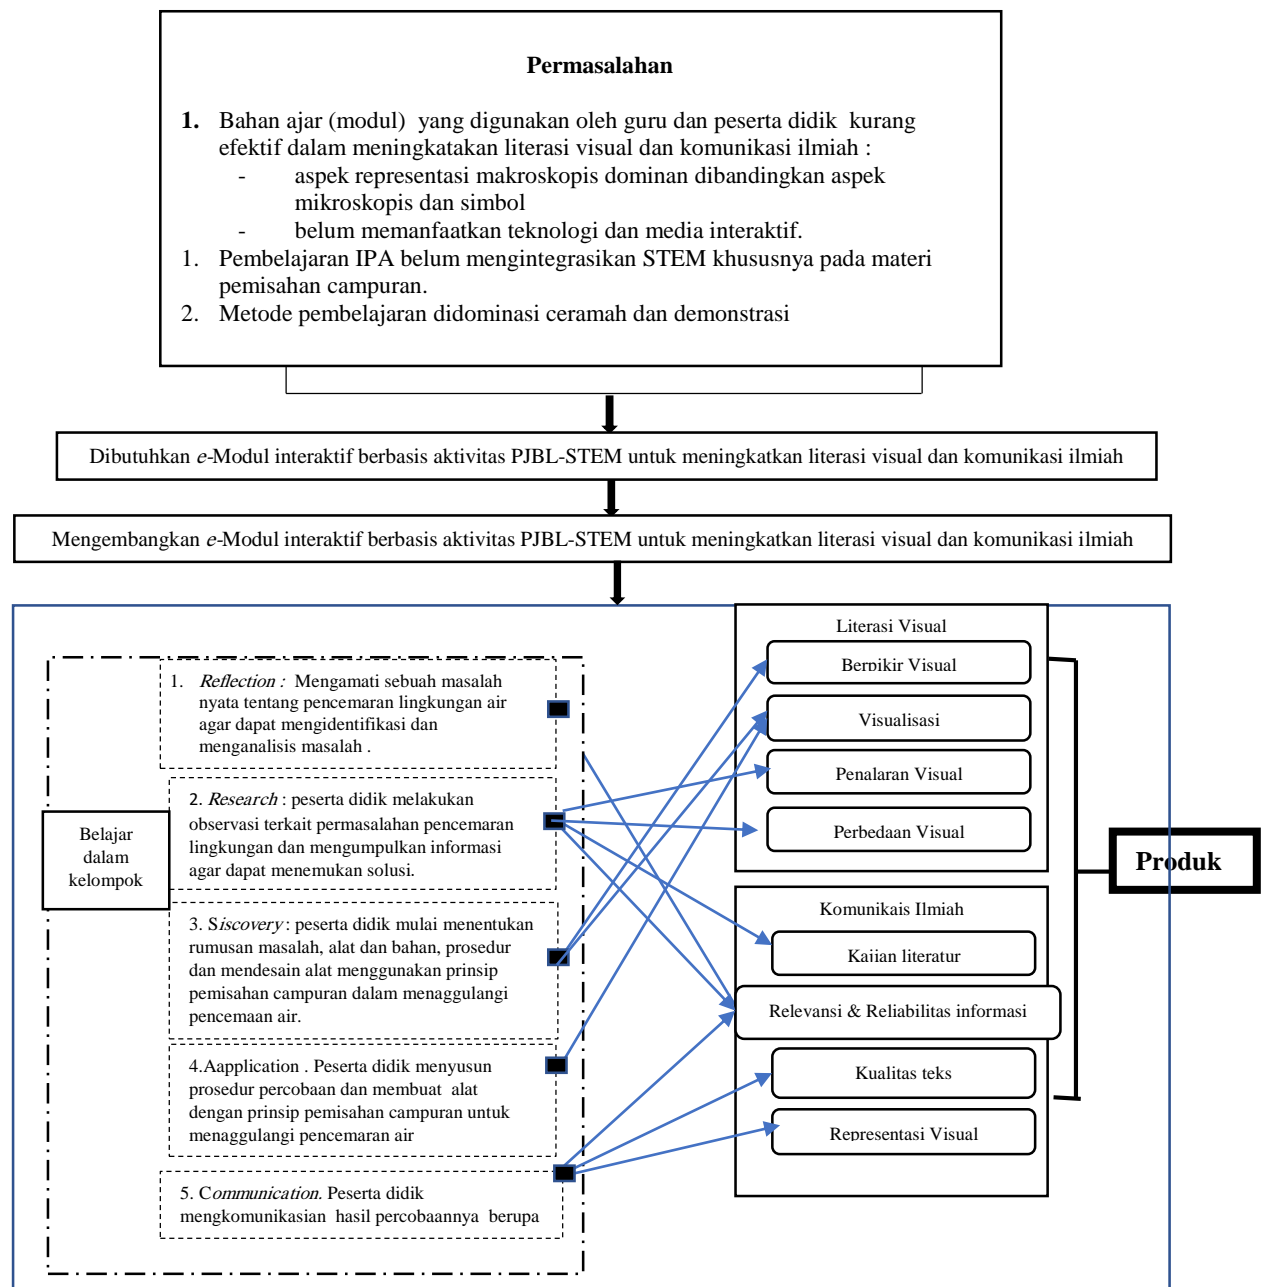 Permasalahan
1. Bahan ajar (modul) yang digunakan oleh guru dan peserta didik kurang
efektif dalam meningkatakan literasi visual dan komunikasi ilmiah :
- aspek representasi makroskopis dominan dibandingkan aspek
mikroskopis dan simbol
- belum memanfaatkan teknologi dan media interaktif.
1. Pembelajaran IPA belum mengintegrasikan STEM khususnya pada materi
pemisahan campuran.
2. Metode pembelajaran didominasi ceramah dan demonstrasi
Dibutuhkan e-Modul interaktif berbasis aktivitas PJBL-STEM untuk meningkatkan literasi visual dan komunikasi ilmiah
Mengembangkan e-Modul interaktif berbasis aktivitas PJBL-STEM untuk meningkatkan literasi visual dan komunikasi ilmiah
Belajar
dalam
kelompok
1. Reflection : Mengamati sebuah masalah
nyata tentang pencemaran lingkungan air
agar dapat mengidentifikasi dan
menganalisis masalah .
2. Research : peserta didik melakukan
observasi terkait permasalahan pencemaran
lingkungan dan mengumpulkan informasi
agar dapat menemukan solusi.
3. Siscovery : peserta didik mulai menentukan
rumusan masalah, alat dan bahan, prosedur
dan mendesain alat menggunakan prinsip
pemisahan campuran dalam menaggulangi
pencemaan air.
4.Aapplication . Peserta didik menyusun
prosedur percobaan dan membuat alat
dengan prinsip pemisahan campuran untuk
menaggulangi pencemaran air
5. Communication. Peserta didik
mengkomunikasian hasil percobaannya berupa
Literasi Visual
Berpikir Visual
Visualisasi
Penalaran Visual
Perbedaan Visual
Komunikais Ilmiah
Kajian literatur
Relevansi & Reliabilitas informasi
Kualitas teks
Representasi Visual
Produk